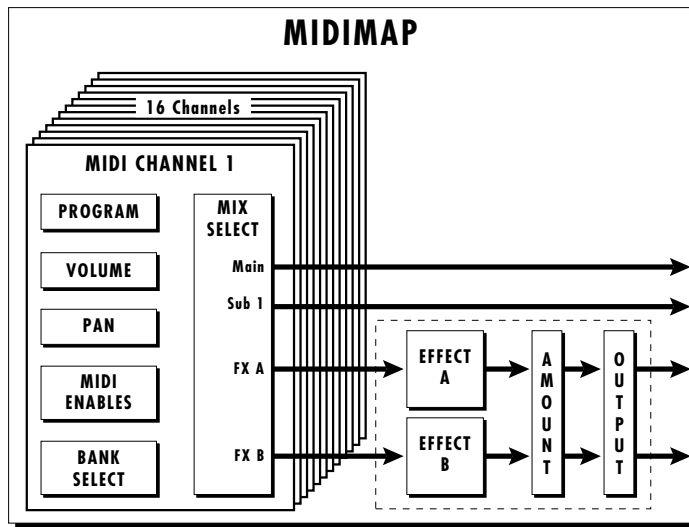 MIDIMAP
16 Channels
MIDI CHANNEL 1
PROGRAM
VOLUME
PAN
MIDI
ENABLES
BANK
SELECT
MIX
SELECT
Main
Sub 1
FX A
FX B
EFFECT
A
EFFECT
B
AMOUNT
OUTPUT